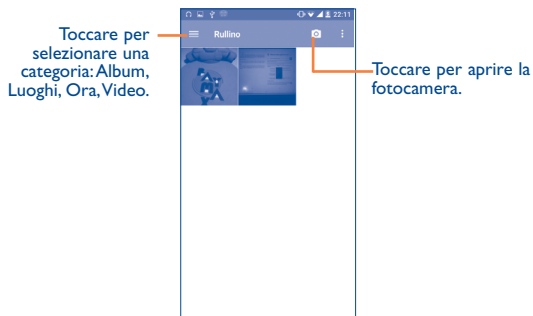 Toccare per
selezionare una
categoria: Album,
Luoghi, Ora, Video.
22:11
Rullino
Toccare per aprire la
fotocamera.